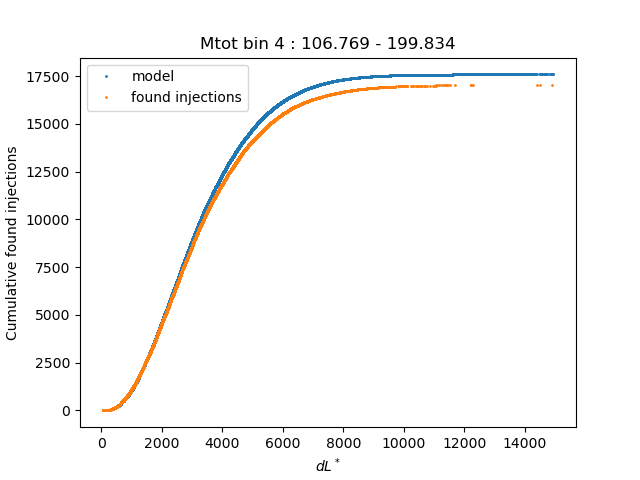 Mtot bin 4 : 106.769 - 199.834
model
found injections
17500
15000
12500
10000
7500
5000
2500
0
Cumulative found injections
0 2000 4000 6000 8000 10000 12000 14000
dL*